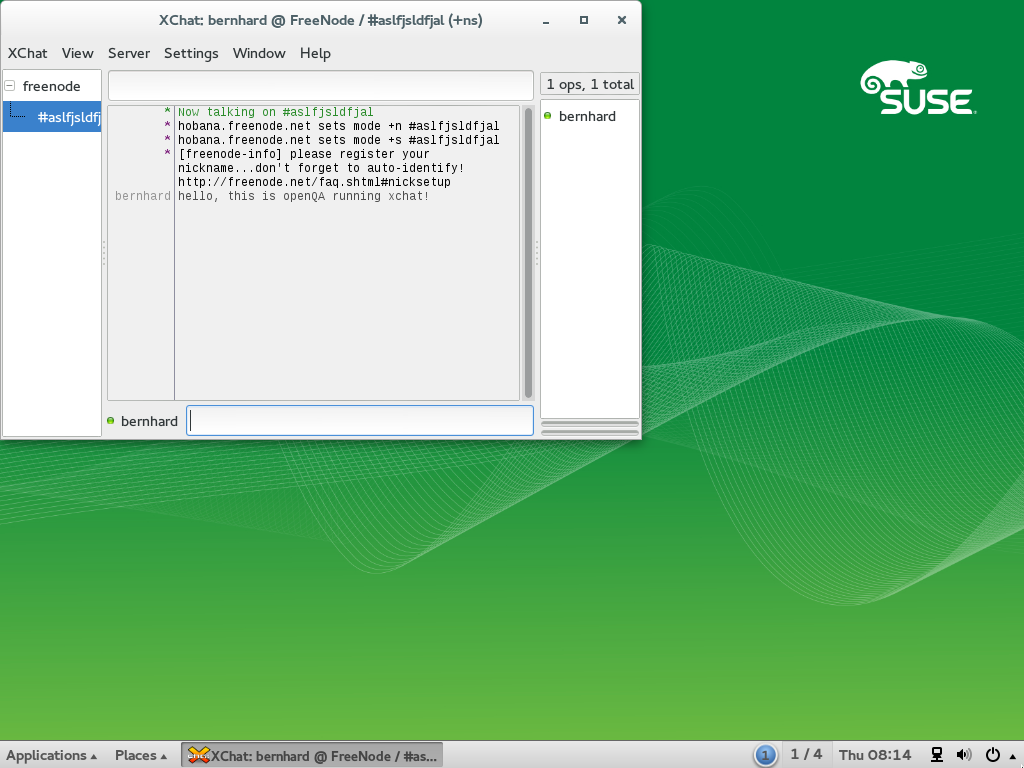 XChat: bernhard @ FreeNode / #aslfjsldfjal (+ns)
XChat View Server Settings Window Help
freenode
#aslfjsldfj
1 ops, 1 total
bernhard
* Now talking on #aslfjsldfjal
* hobana.freenode.net sets mode +n #aslfjsldfjal
* hobana.freenode.net sets mode +s #aslfjsldfjal
* [freenode-info] please register your
nickname...don't forget to auto-identify!
http://freenode.net/faq.shtml#nicksetup
bernhard hello, this is openQA running xchat!
bernhard
SUSE
Applications Places XChat: bernhard @ FreeNode / #as... 1 1 / 4 Thu 08:14